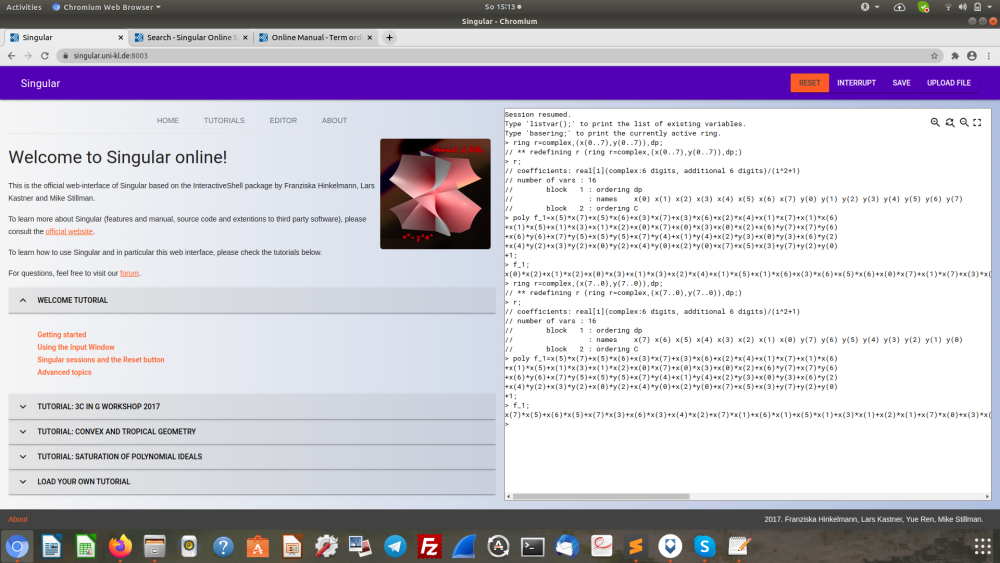 Activities Chromium Web Browser
So 15:13
Singular - Chromium
Singular
Search - Singular Online S
Online Manual - Term ord
singular.uni-kl.de:8003
Singular
RESET INTERRUPT SAVE UPLOAD FILE
HOME TUTORIALS EDITOR ABOUT
Welcome to Singular online!
This is the official web-interface of Singular based on the InteractiveShell package by Franziska Hinkelmann, Lars
Kastner and Mike Stillman.
To learn more about Singular (features and manual, source code and extentions to third party software), please
consult the official website.
To learn how to use Singular and in particular this web interface, please check the tutorials below.
For questions, feel free to visit our forum.
WELCOME TUTORIAL
Getting started
Using the Input Window
Singular sessions and the Reset button
Advanced topics
TUTORIAL: 3C IN G WORKSHOP 2017
TUTORIAL: CONVEX AND TROPICAL GEOMETRY
TUTORIAL: SATURATION OF POLYNOMIAL IDEALS
LOAD YOUR OWN TUTORIAL
Session resumed.
Type `listvar();` to print the list of existing variables.
Type `basering;` to print the currently active ring.
> ring r=complex,(x(0..7),y(0..7)),dp;
// ** redefining r (ring r=complex,(x(0..7),y(0..7)),dp;)
> r;
// coefficients: real[i](complex:6 digits, additional 6 digits)/(i^2+1)
// number of vars : 16
// block 1 : ordering dp
// : names x(0) x(1) x(2) x(3) x(4) x(5) x(6) x(7) y(0) y(1) y(2) y(3) y(4) y(5) y(6) y(7)
// block 2 : ordering C
> poly f_1=x(5)*x(7)+x(5)*x(6)+x(3)*x(7)+x(3)*x(6)+x(2)*x(4)+x(1)*x(7)+x(1)*x(6)
+x(1)*x(5)+x(1)*x(3)+x(1)*x(2)+x(0)*x(7)+x(0)*x(3)+x(0)*x(2)+x(6)*y(7)+x(7)*y(6)
+x(6)*y(6)+x(7)*y(5)+x(5)*y(5)+x(7)*y(4)+x(1)*y(4)+x(2)*y(3)+x(0)*y(3)+x(6)*y(2)
+x(4)*y(2)+x(3)*y(2)+x(0)*y(2)+x(4)*y(0)+x(2)*y(0)+x(7)*y(5)+x(3)+y(7)+y(2)+y(0)
+1;
> f_1;
x(0)*x(2)+x(1)*x(2)+x(0)*x(3)+x(1)*x(3)+x(2)*x(4)+x(1)*x(5)+x(1)*x(6)+x(3)*x(6)+x(5)*x(6)+x(0)*x(7)+x(1)*x(7)+x(3)*x(
> ring r=complex,(x(7..0),y(7..0)),dp;
// ** redefining r (ring r=complex,(x(7..0),y(7..0)),dp;)
> r;
// coefficients: real[i](complex:6 digits, additional 6 digits)/(i^2+1)
// number of vars : 16
// block 1 : ordering dp
// : names x(7) x(6) x(5) x(4) x(3) x(2) x(1) x(0) y(7) y(6) y(5) y(4) y(3) y(2) y(1) y(0)
// block 2 : ordering C
> poly f_1=x(5)*x(7)+x(5)*x(6)+x(3)*x(7)+x(3)*x(6)+x(2)*x(4)+x(1)*x(7)+x(1)*x(6)
+x(1)*x(5)+x(1)*x(3)+x(1)*x(2)+x(0)*x(7)+x(0)*x(3)+x(0)*x(2)+x(6)*y(7)+x(7)*y(6)
+x(6)*y(6)+x(7)*y(5)+x(5)*y(5)+x(7)*y(4)+x(1)*y(4)+x(2)*y(3)+x(0)*y(3)+x(6)*y(2)
+x(4)*y(2)+x(3)*y(2)+x(0)*y(2)+x(4)*y(0)+x(2)*y(0)+x(7)*y(5)+x(3)+y(7)+y(2)+y(0)
+1;
> f_1;
x(7)*x(5)+x(6)*x(5)+x(7)*x(3)+x(6)*x(3)+x(4)*x(2)+x(7)*x(1)+x(6)*x(1)+x(5)*x(1)+x(3)*x(1)+x(2)*x(1)+x(7)*x(0)+x(3)*x(
>
About
2017. Franziska Hinkelmann, Lars Kastner, Yue Ren, Mike Stillman.